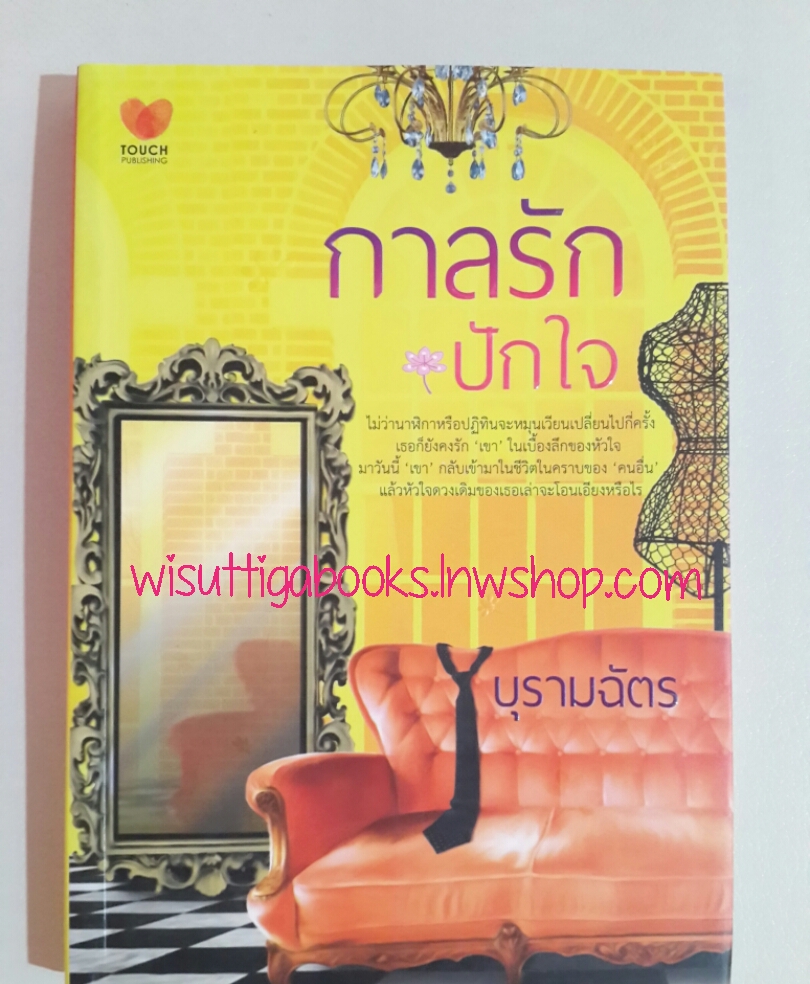 TOUCH
PUBLISHING
กาลรัก
ปักใจ
ไม่ว่านาฬิกาหรือปฏิทินจะหมุนเวียนเปลี่ยนไปกี่ครั้ง
เธอก็ยังคงรัก ‘เขา’ ในเบื้องลึกของหัวใจ
มาวันนี้ ‘เขา’ กลับเข้ามาในชีวิตในคราบของ ‘คนอื่น’
แล้วหัวใจดวงเดิมของเธอเล่าจะโอนเอียงหรือไร
wisuttigabooks.lnwshop.com
บุรามฉัตร